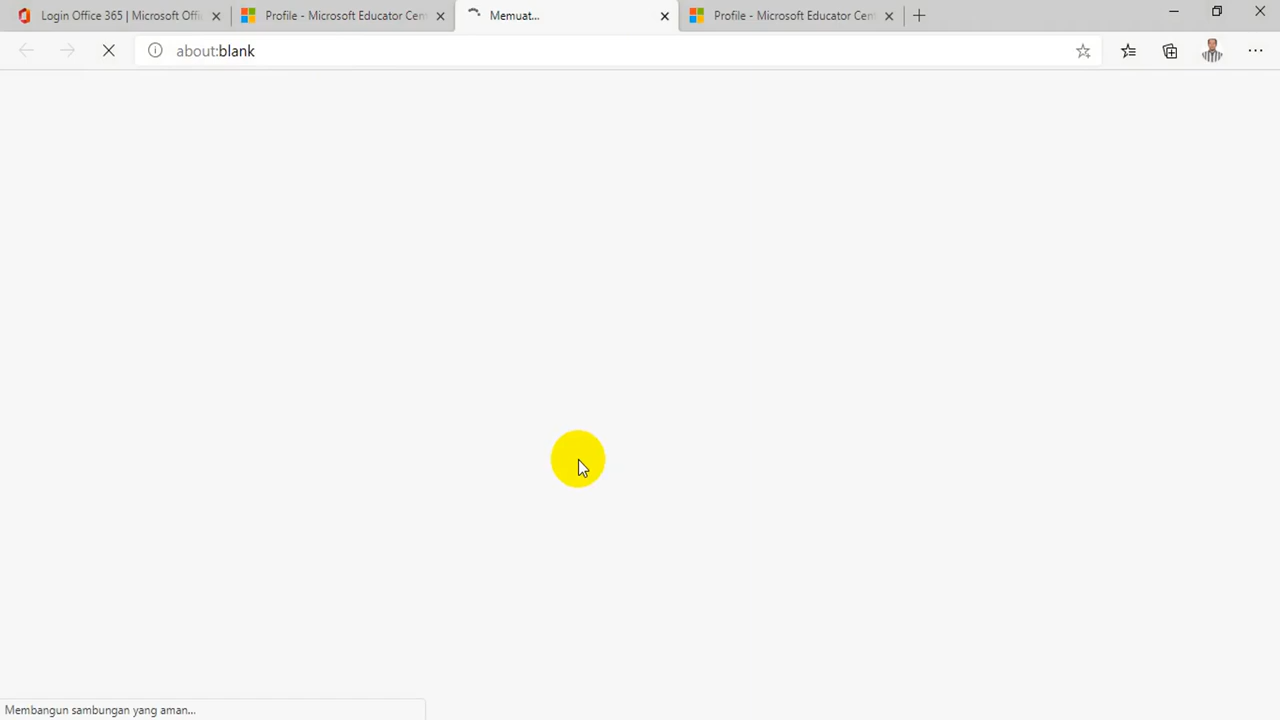 Login Office 365 | Microsoft Offi
Profile - Microsoft Educator Cen
Memuat...
Profile - Microsoft Educator Cen
about:blank
Membangun sambungan yang aman...